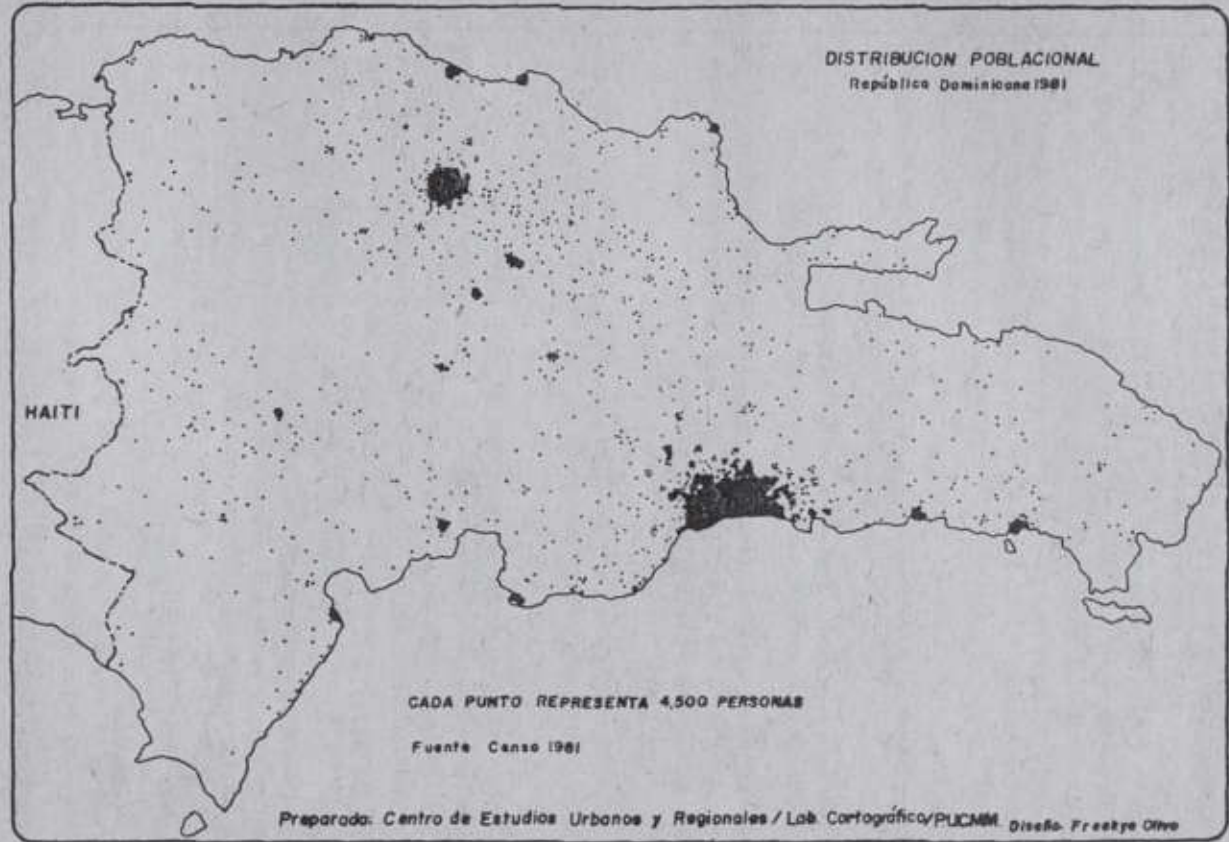 DISTRIBUCION POBLACIONAL
República Dominicana 1981
HAITI
CADA PUNTO REPRESENTA 4,500 PERSONAS
Fuente Censo 1981
Preparado: Centro de Estudios Urbanos y Regionales / Lab. Cartográfico/PUCMM. Diseño. Freekye Olivo